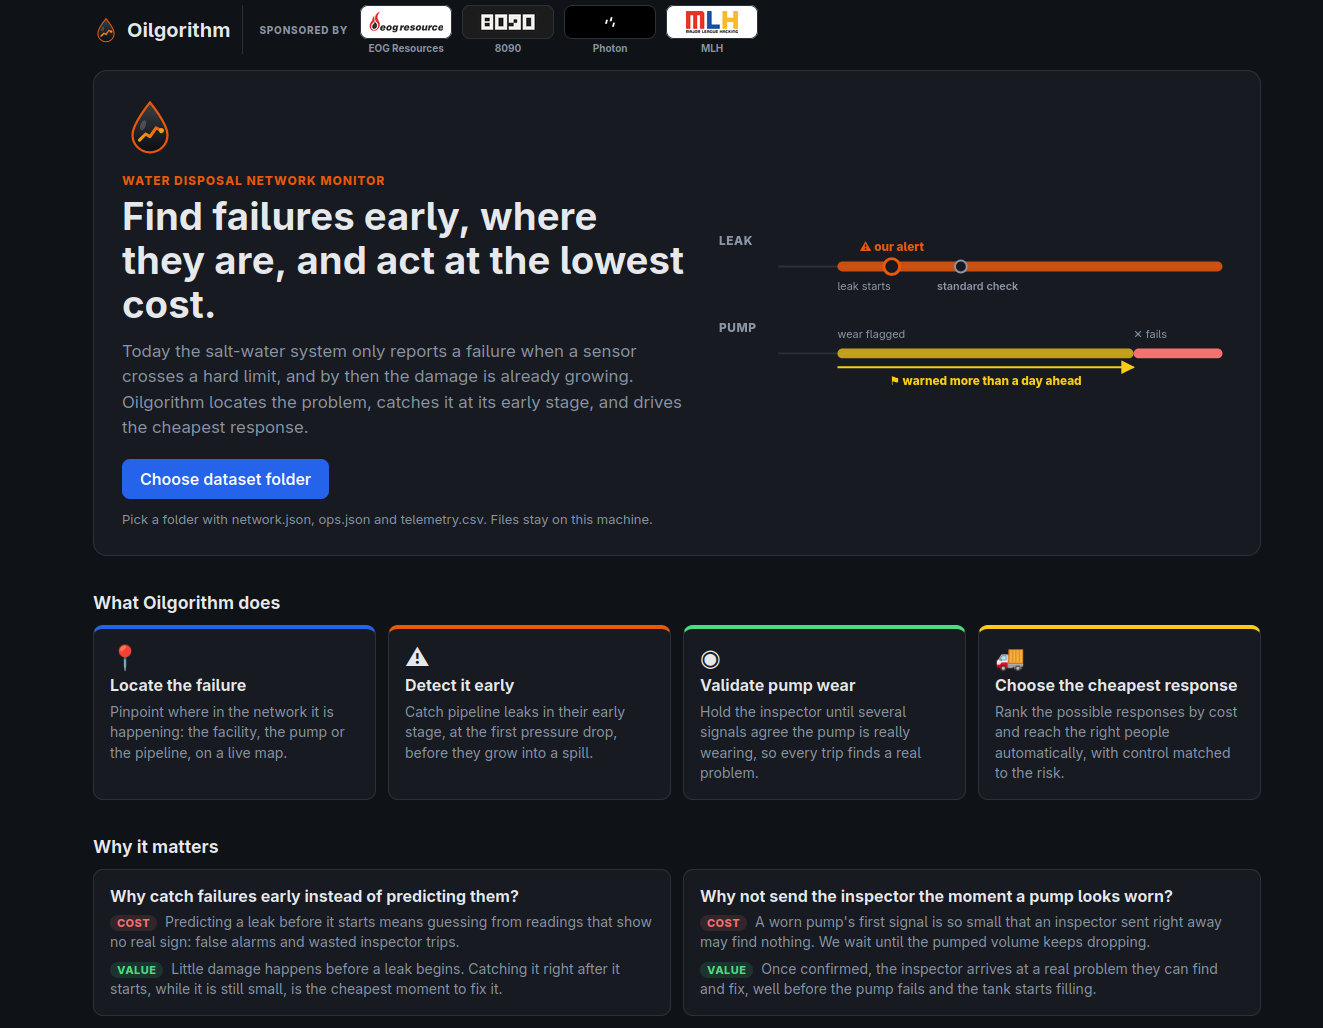 Oilgorithm
SPONSORED BY
eog resources
8090
MLH
MAJOR LEAGUE HACKING
EOG Resources
8090
Photon
MLH
WATER DISPOSAL NETWORK MONITOR
Find failures early, where
they are, and act at the lowest
cost.
Today the salt-water system only reports a failure when a sensor
crosses a hard limit, and by then the damage is already growing.
Oilgorithm locates the problem, catches it at its early stage, and drives
the cheapest response.
Choose dataset folder
Pick a folder with network.json, ops.json and telemetry.csv. Files stay on this machine.
LEAK
⚠ our alert
leak starts
standard check
PUMP
wear flagged
✕ fails
⚑ warned more than a day ahead
What Oilgorithm does
Locate the failure
Pinpoint where in the network it is
happening: the facility, the pump or
the pipeline, on a live map.
Detect it early
Catch pipeline leaks in their early
stage, at the first pressure drop,
before they grow into a spill.
Validate pump wear
Hold the inspector until several
signals agree the pump is really
wearing, so every trip finds a real
problem.
Choose the cheapest response
Rank the possible responses by cost
and reach the right people
automatically, with control matched
to the risk.
Why it matters
Why catch failures early instead of predicting them?
COST Predicting a leak before it starts means guessing from readings that show
no real sign: false alarms and wasted inspector trips.
VALUE Little damage happens before a leak begins. Catching it right after it
starts, while it is still small, is the cheapest moment to fix it.
Why not send the inspector the moment a pump looks worn?
COST A worn pump's first signal is so small that an inspector sent right away
may find nothing. We wait until the pumped volume keeps dropping.
VALUE Once confirmed, the inspector arrives at a real problem they can find
and fix, well before the pump fails and the tank starts filling.